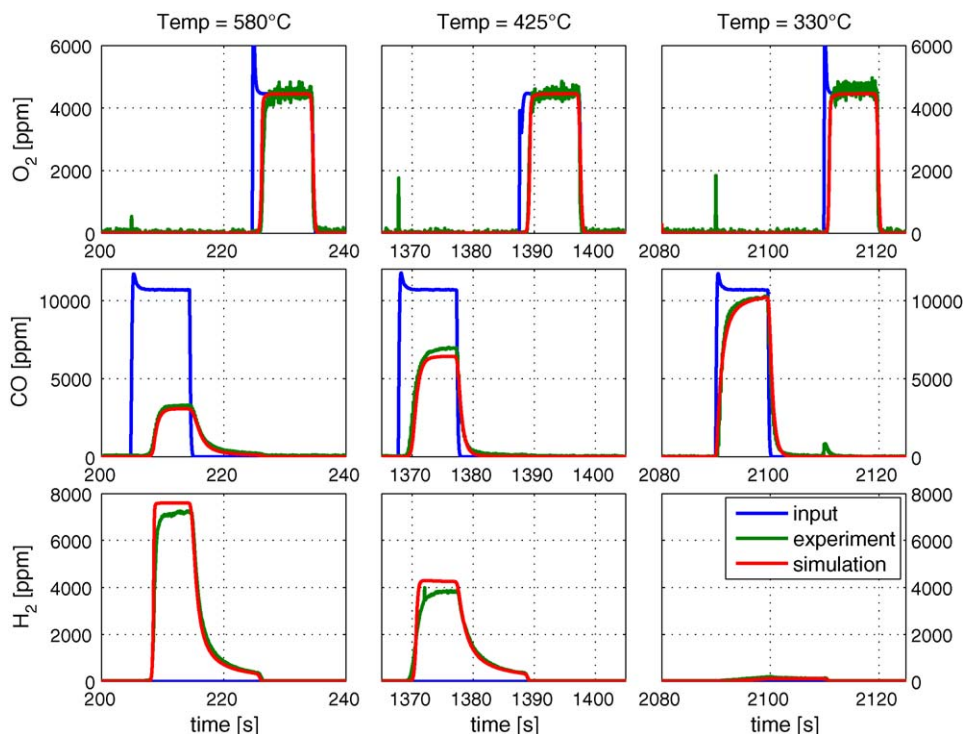 Temp = 580°C Temp = 425°C Temp = 330°C
6000 6000
4000 4000
2000 2000
0 0
O2 [ppm]
200 220 240 1370 1380 1390 1400 2080 2100 2120
10000 10000
5000 5000
0 0
CO [ppm]
200 220 240 1370 1380 1390 1400 2080 2100 2120
8000 8000
6000 6000
4000 4000
2000 2000
0 0
H2 [ppm]
input
experiment
simulation
200 220 240 1370 1380 1390 1400 2080 2100 2120
time [s] time [s] time [s]